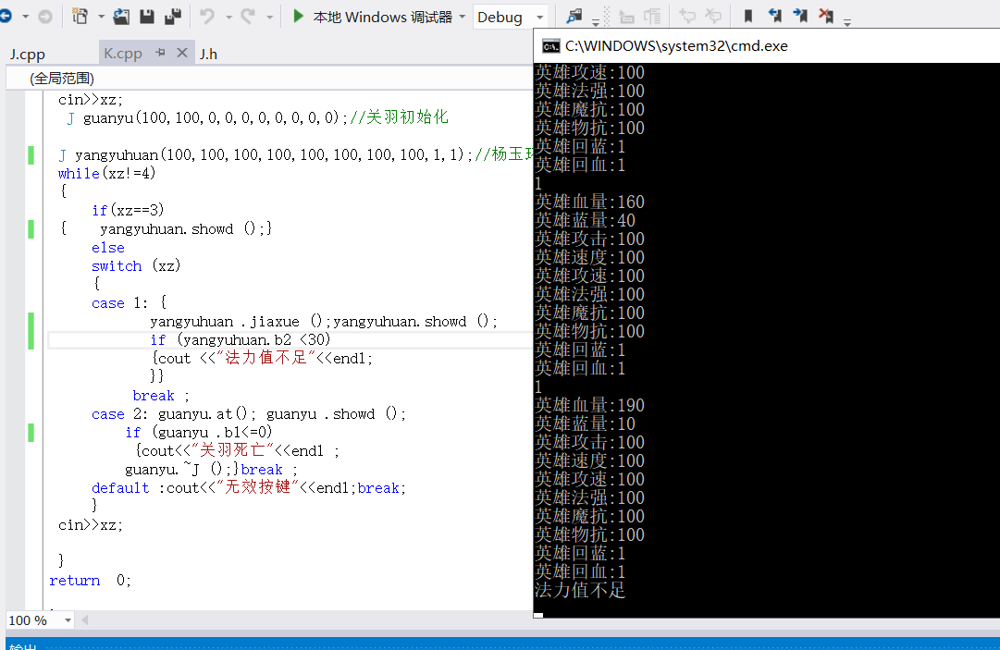 本地 Windows 调试器 Debug
J.cpp K.cpp J.h
(全局范围)
cin>>xz;
J guanyu(100,100,0,0,0,0,0,0,0,0);//关羽初始化
J yangyuhuan(100,100,100,100,100,100,100,100,1,1);//杨玉
while(xz!=4)
{
if(xz==3)
{ yangyuhuan.showd ();}
else
switch (xz)
{
case 1: {
yangyuhuan .jiaxue ();yangyuhuan.showd ();
if (yangyuhuan.b2 <30)
{cout <<"法力值不足"<<endl;
}}
break ;
case 2: guanyu.at(); guanyu .showd ();
if (guanyu .b1<=0)
{cout<<"关羽死亡"<<endl ;
guanyu.~J ();}break ;
default :cout<<"无效按键"<<endl;break;
}
cin>>xz;
}
return 0;
100 %
输出
C:\WINDOWS\system32\cmd.exe
英雄攻速:100
英雄法强:100
英雄魔抗:100
英雄物抗:100
英雄回蓝:1
英雄回血:1
1
英雄血量:160
英雄蓝量:40
英雄攻击:100
英雄速度:100
英雄攻速:100
英雄法强:100
英雄魔抗:100
英雄物抗:100
英雄回蓝:1
英雄回血:1
1
英雄血量:190
英雄蓝量:10
英雄攻击:100
英雄速度:100
英雄攻速:100
英雄法强:100
英雄魔抗:100
英雄物抗:100
英雄回蓝:1
英雄回血:1
法力值不足